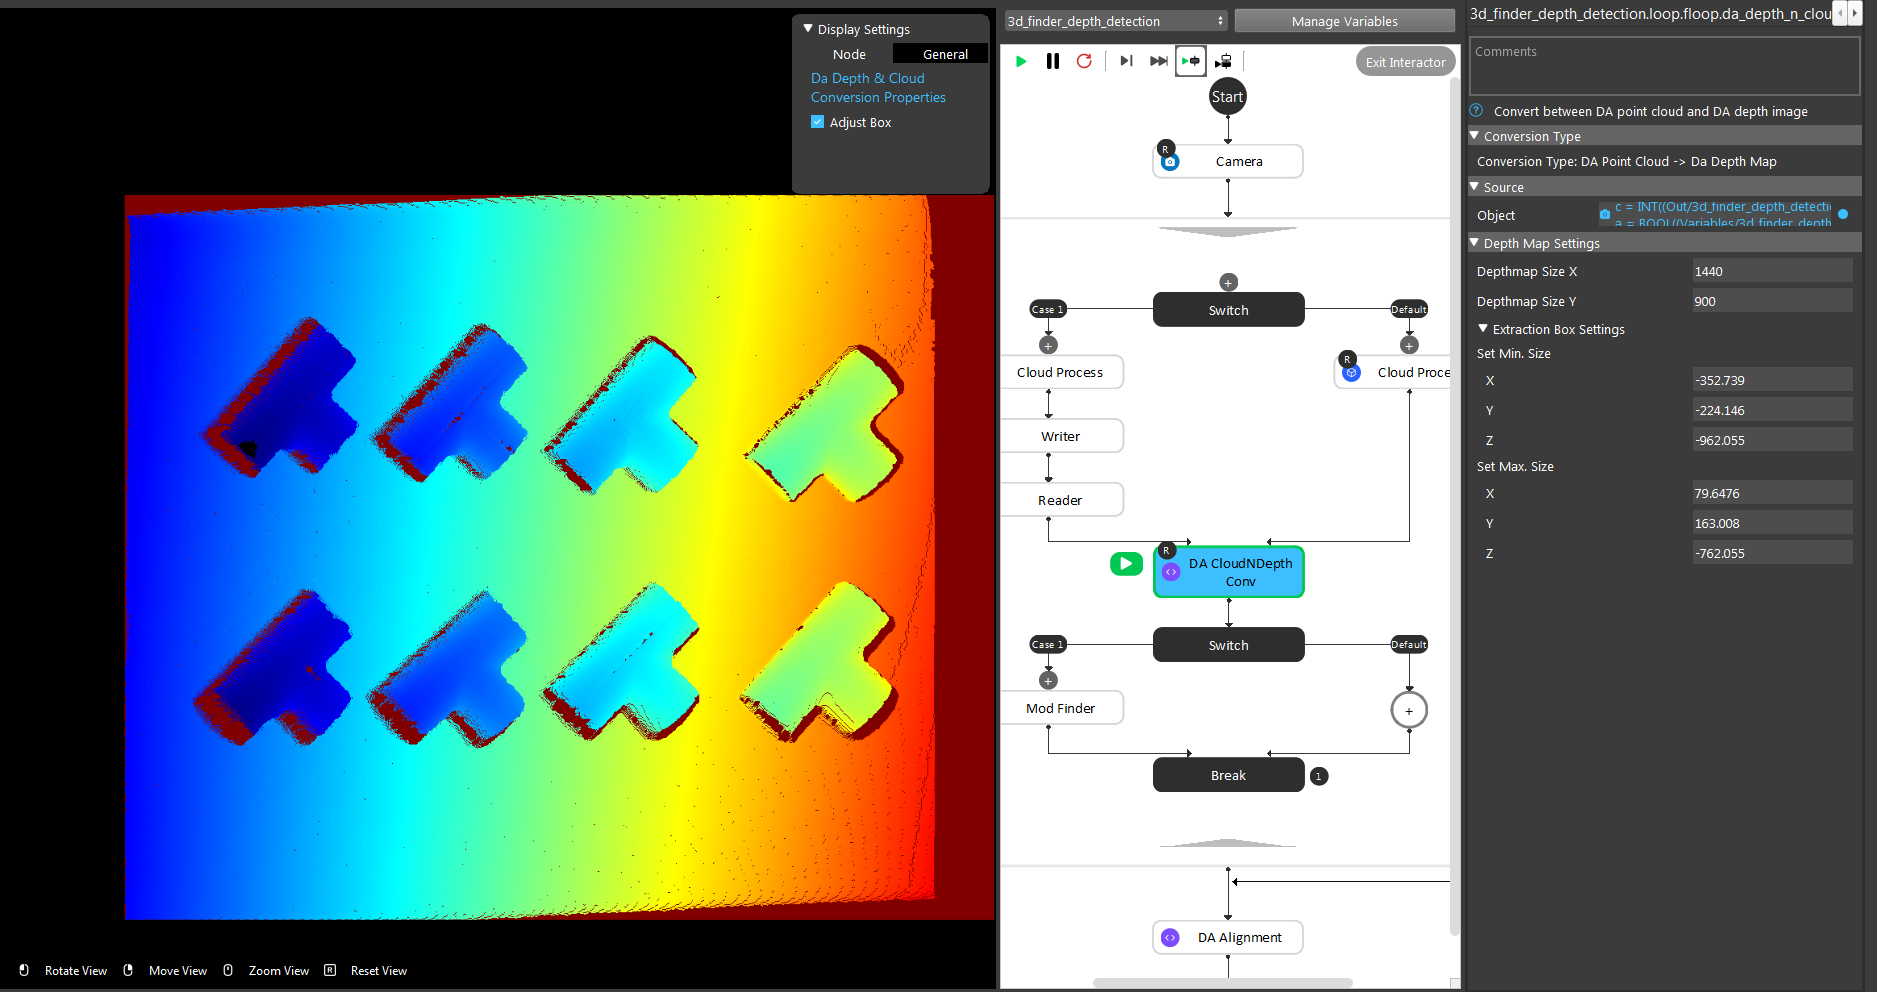 Display Settings
Node
General
Da Depth & Cloud
Conversion Properties
Adjust Box
Rotate View
Move View
Zoom View
R
Reset View
3d_finder_depth_detection
Manage Variables
Exit Interactor
Start
R
Camera
+
Case 1
Switch
Default
+
+
Cloud Process
R
Cloud Proce
Writer
Reader
R
DA CloudNDepth
Conv
Case 1
Switch
Default
+
Mod Finder
+
Break
1
DA Alignment
3d_finder_depth_detection.loop.floop.da_depth_n_clou
Comments
? Convert between DA point cloud and DA depth image
Conversion Type
Conversion Type: DA Point Cloud -> Da Depth Map
Source
Object
c = INT((Out/3d_finder_depth_detecti
a = BOOL((Variables/3d_finder_depth
Depth Map Settings
Depthmap Size X 1440
Depthmap Size Y 900
Extraction Box Settings
Set Min. Size
X -352.739
Y -224.146
Z -962.055
Set Max. Size
X 79.6476
Y 163.008
Z -762.055